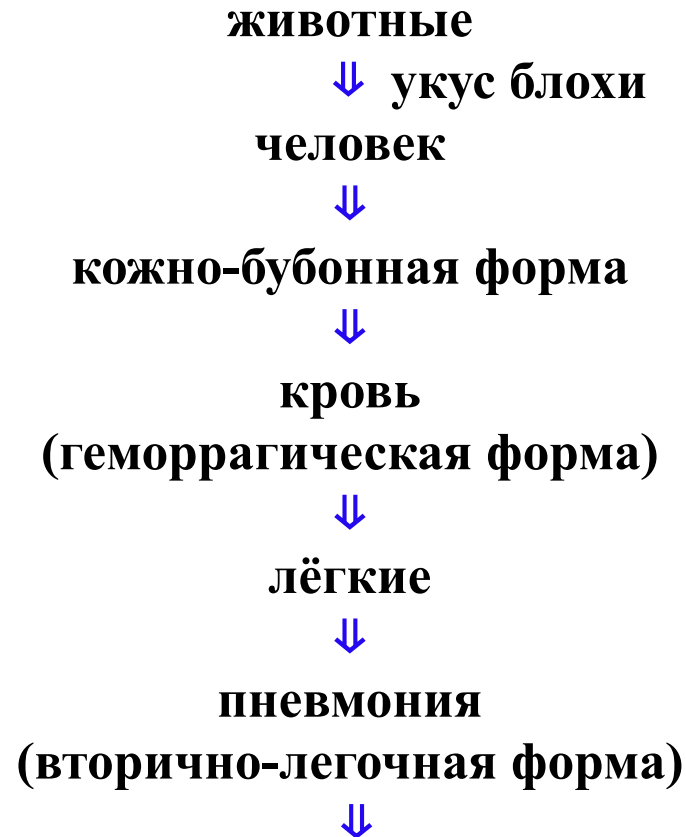 животные
⇓ укус блохи
человек
⇓
кожно-бубонная форма
⇓
кровь
(геморрагическая форма)
⇓
лёгкие
⇓
пневмония
(вторично-легочная форма)
⇓